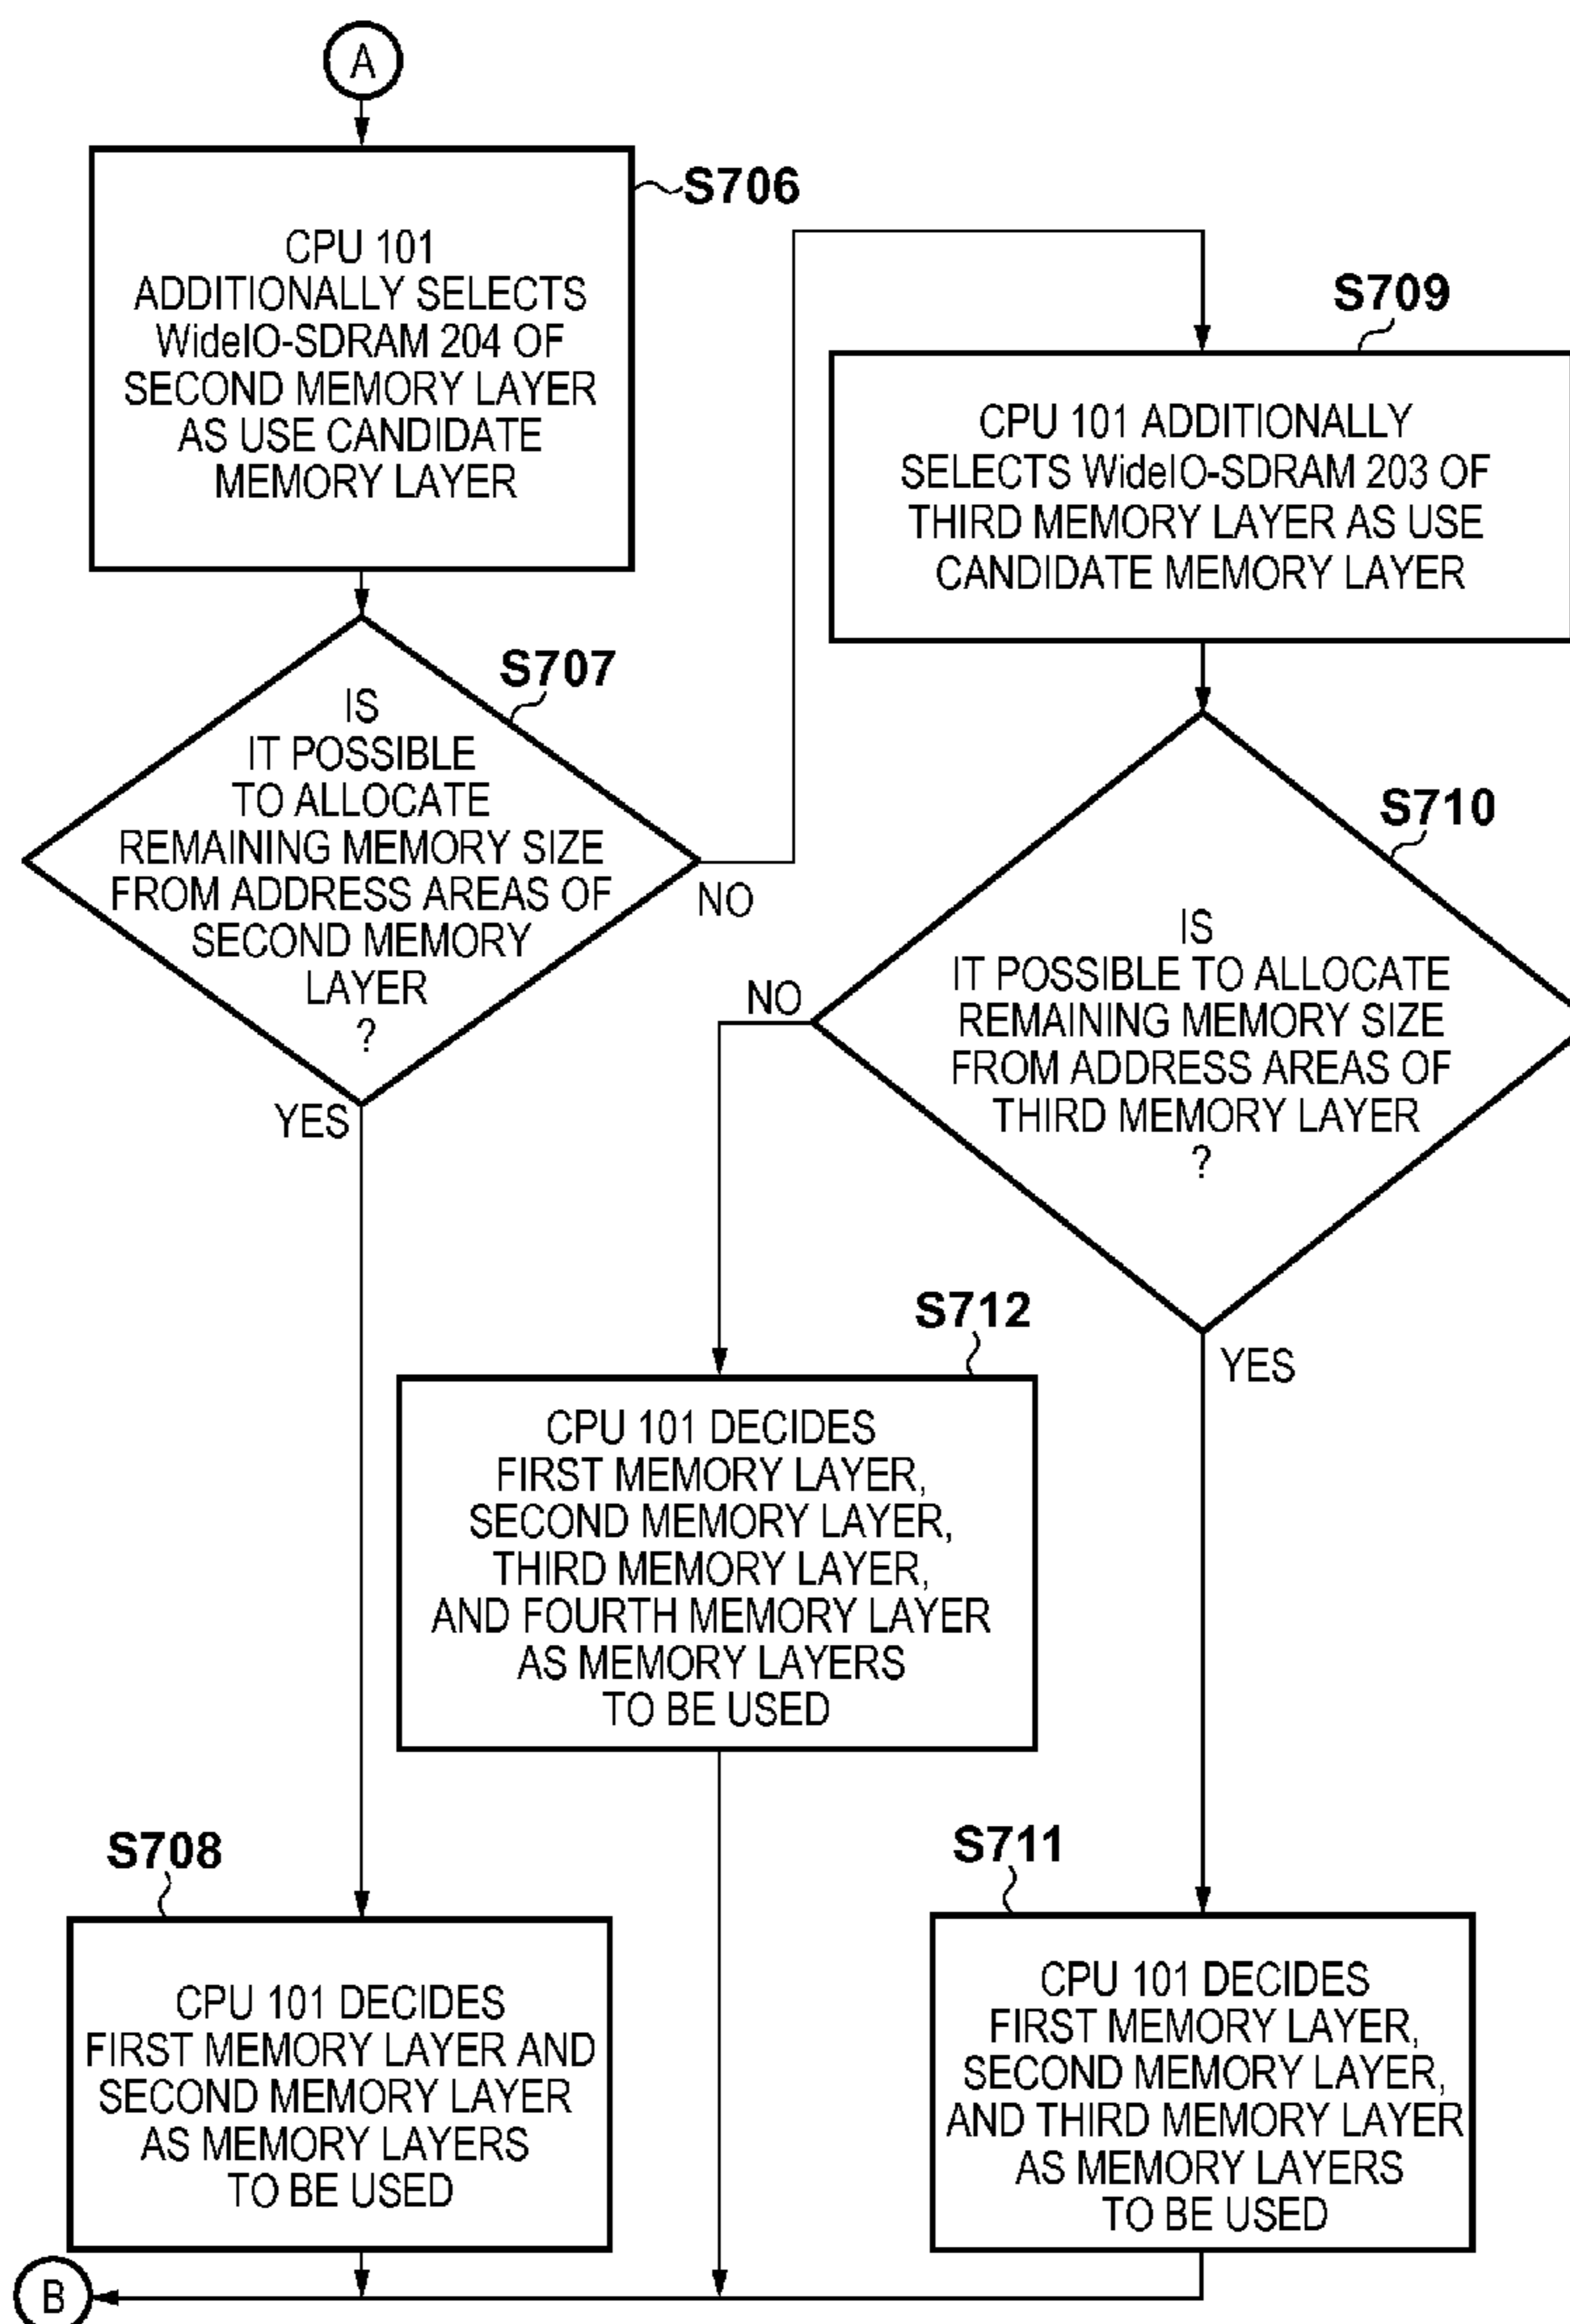 A
S706
CPU 101
ADDITIONALLY SELECTS
WideIO-SDRAM 204 OF
SECOND MEMORY LAYER
AS USE CANDIDATE
MEMORY LAYER
S707
IS
IT POSSIBLE
TO ALLOCATE
REMAINING MEMORY SIZE
FROM ADDRESS AREAS OF
SECOND MEMORY
LAYER
?
NO
YES
S709
CPU 101 ADDITIONALLY
SELECTS WideIO-SDRAM 203 OF
THIRD MEMORY LAYER AS USE
CANDIDATE MEMORY LAYER
S710
IS
IT POSSIBLE TO ALLOCATE
REMAINING MEMORY SIZE
FROM ADDRESS AREAS OF
THIRD MEMORY LAYER
?
NO
YES
S712
CPU 101 DECIDES
FIRST MEMORY LAYER,
SECOND MEMORY LAYER,
THIRD MEMORY LAYER,
AND FOURTH MEMORY LAYER
AS MEMORY LAYERS
TO BE USED
S708
CPU 101 DECIDES
FIRST MEMORY LAYER AND
SECOND MEMORY LAYER
AS MEMORY LAYERS
TO BE USED
S711
CPU 101 DECIDES
FIRST MEMORY LAYER,
SECOND MEMORY LAYER,
AND THIRD MEMORY LAYER
AS MEMORY LAYERS
TO BE USED
B